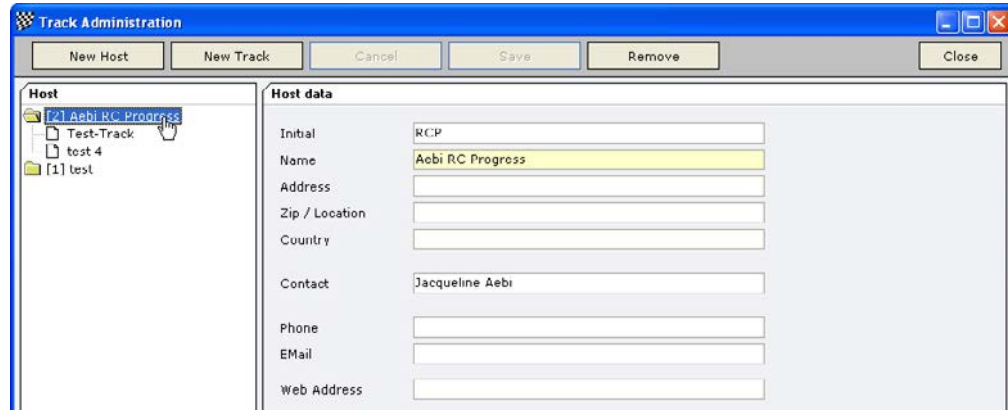 Track Administration
New Host New Track Cancel Save Remove Close
Host
[2] Aebi RC Progress
Test-Track
test 4
[1] test
Host data
Initial RCP
Name Aebi RC Progress
Address
Zip / Location
Country
Contact Jacqueline Aebi
Phone
EMail
Web Address